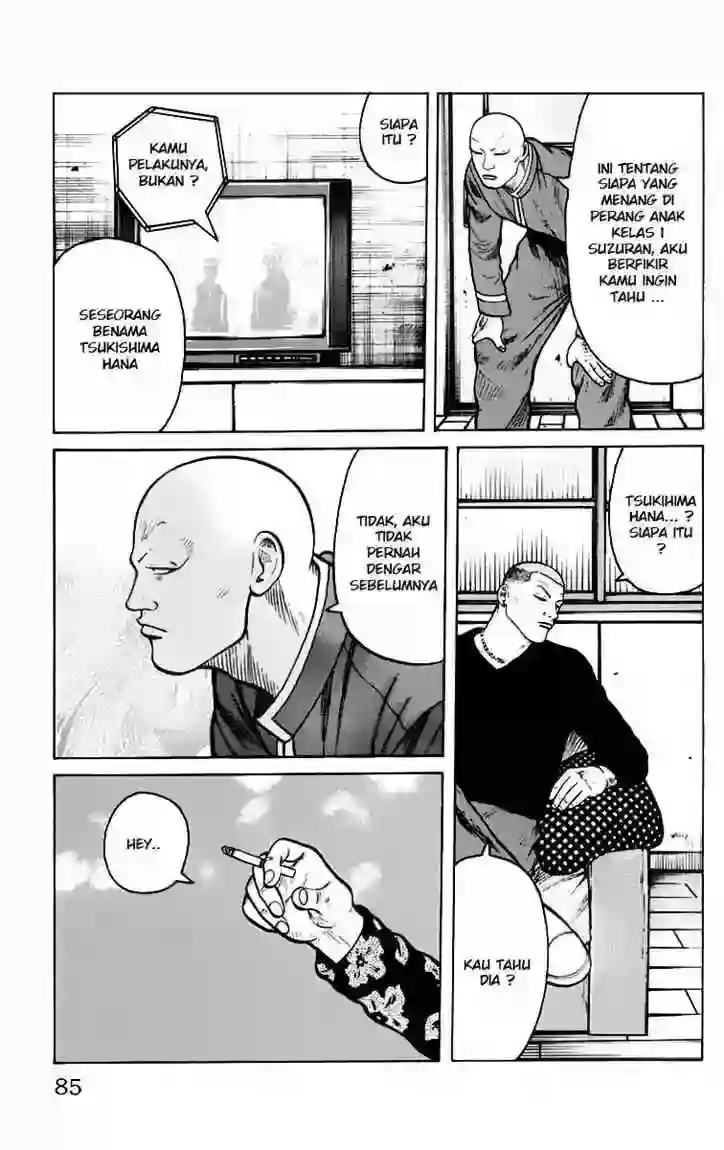 INI TENTANG
SIAPA YANG
MENANG DI
PERANG ANAK
KELAS 1
SUZURAN, AKU
BERFIKIR
KAMU INGIN
TAHU ...
SIAPA
ITU ?
KAMU
PELAKUNYA,
BUKAN ?
SESEORANG
BENAMA
TSUKISHIMA
HANA
TSUKIHIMA
HANA... ?
SIAPA ITU
?
KAU TAHU
DIA ?
TIDAK, AKU
TIDAK
PERNAH
DENGAR
SEBELUMNYA
HEY..
85